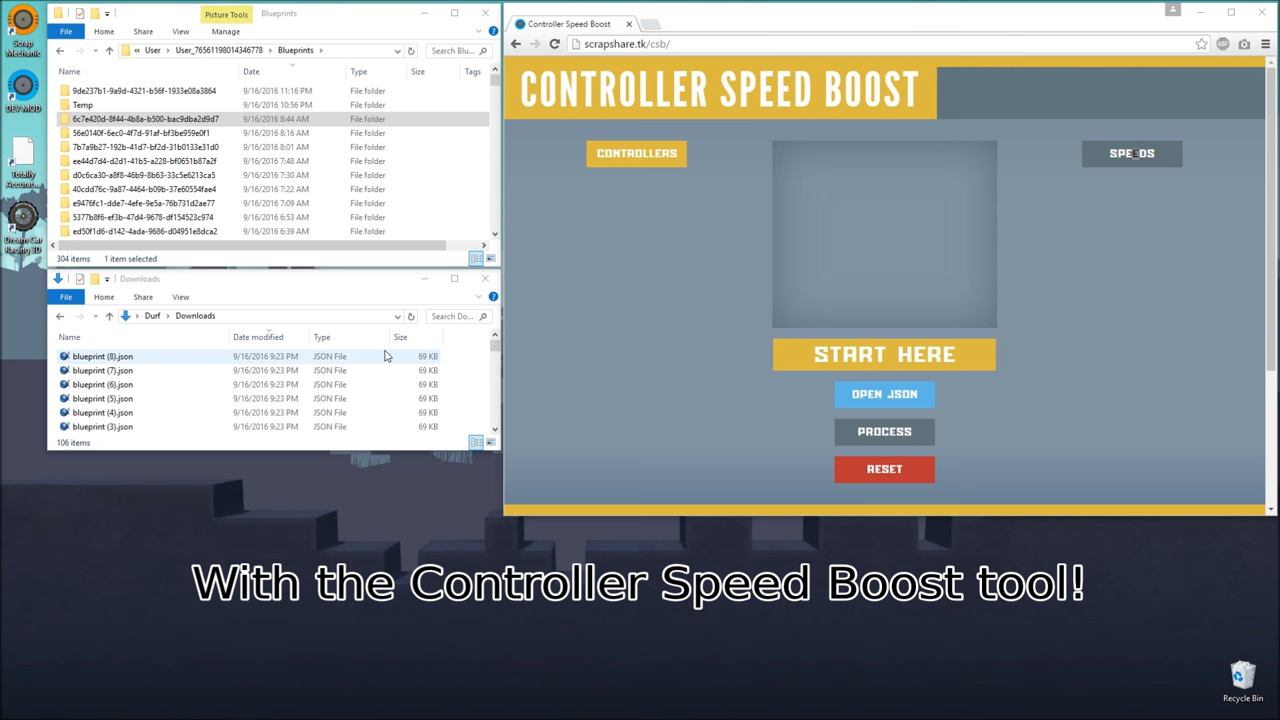 Scrap Mechanic
DEV MOD
Totally Accurat...
Dream Car Racing 3D
Picture Tools
Blueprints
File
Home
Share
View
Manage
« User › User_76561198014346778 › Blueprints ›
Search Blu...
Name
Date
Type
Size
Tags
9de237b1-9a9d-4321-b56f-1933e08a3864 9/16/2016 11:16 PM File folder
Temp 9/16/2016 10:56 PM File folder
6c7e420d-8f44-4b8a-b500-bac9dba2d9d7 9/16/2016 8:44 AM File folder
56e0140f-6ec0-4f7d-91af-bf3be959e0f1 9/16/2016 8:16 AM File folder
7b7a9b27-192b-4170-bf2d-31b0133e31d0 9/16/2016 8:01 AM File folder
ee44d7d4-d2d1-41b5-a228-bf0651b87a2f 9/16/2016 7:48 AM File folder
d0c6ca30-a8f8-46b9-8b63-33c5e6213ca5 9/16/2016 7:30 AM File folder
40cdd76c-9a87-4464-b09b-37e60554fae4 9/16/2016 7:22 AM File folder
e9476fc1-dde7-4efe-9e5a-76b731d2ae77 9/16/2016 7:09 AM File folder
5377b8f6-ef3b-47d4-9678-df154523c974 9/16/2016 6:53 AM File folder
ed50f1d6-d142-4ada-9686-d04951e8dca2 9/16/2016 6:39 AM File folder
304 items 1 item selected
Downloads
File
Home
Share
View
Durf › Downloads
Search Do...
Name
Date modified
Type
Size
blueprint (8).json 9/16/2016 9:23 PM JSON File 69 KB
blueprint (7).json 9/16/2016 9:23 PM JSON File 69 KB
blueprint (6).json 9/16/2016 9:23 PM JSON File 69 KB
blueprint (5).json 9/16/2016 9:23 PM JSON File 69 KB
blueprint (4).json 9/16/2016 9:23 PM JSON File 69 KB
blueprint (3).json 9/16/2016 9:23 PM JSON File 69 KB
106 items
Controller Speed Boost
scrapshare.tk/csb/
ABP
CONTROLLER SPEED BOOST
CONTROLLERS
SPEEDS
START HERE
OPEN JSON
PROCESS
RESET
With the Controller Speed Boost tool!
Recycle Bin